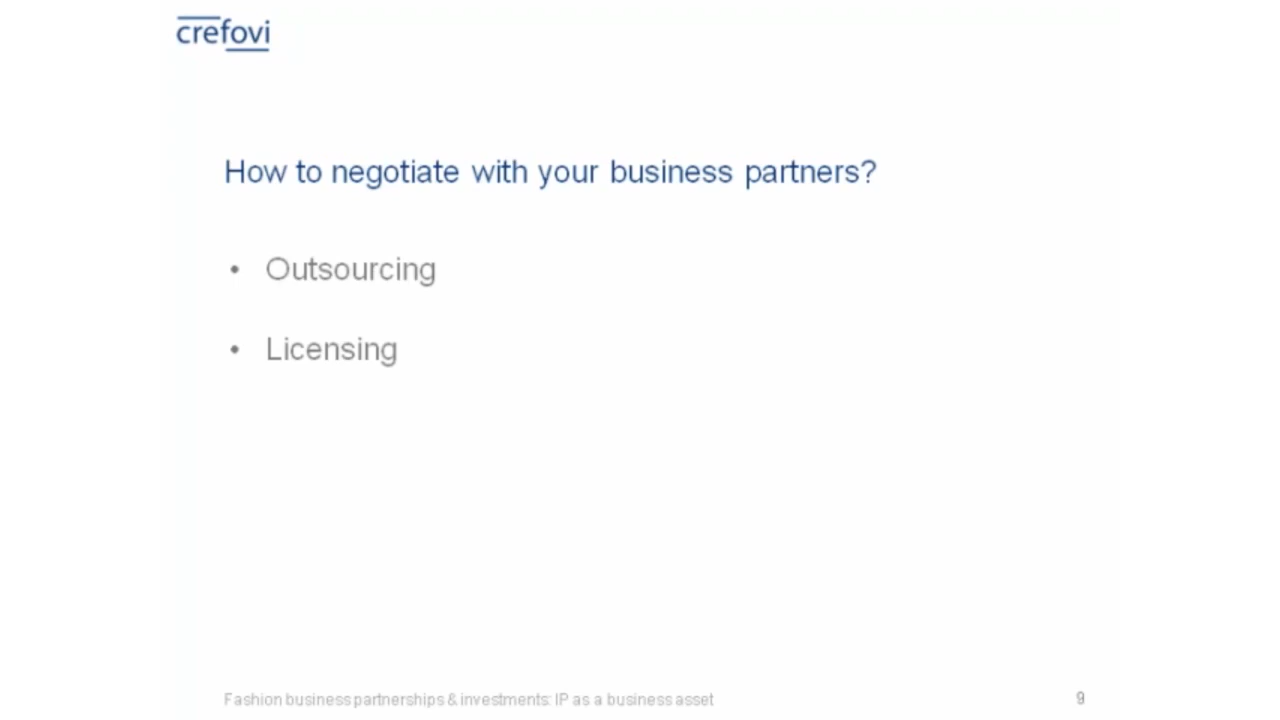 crefovi
How to negotiate with your business partners?
• Outsourcing
• Licensing
Fashion business partnerships & investments: IP as a business asset
9